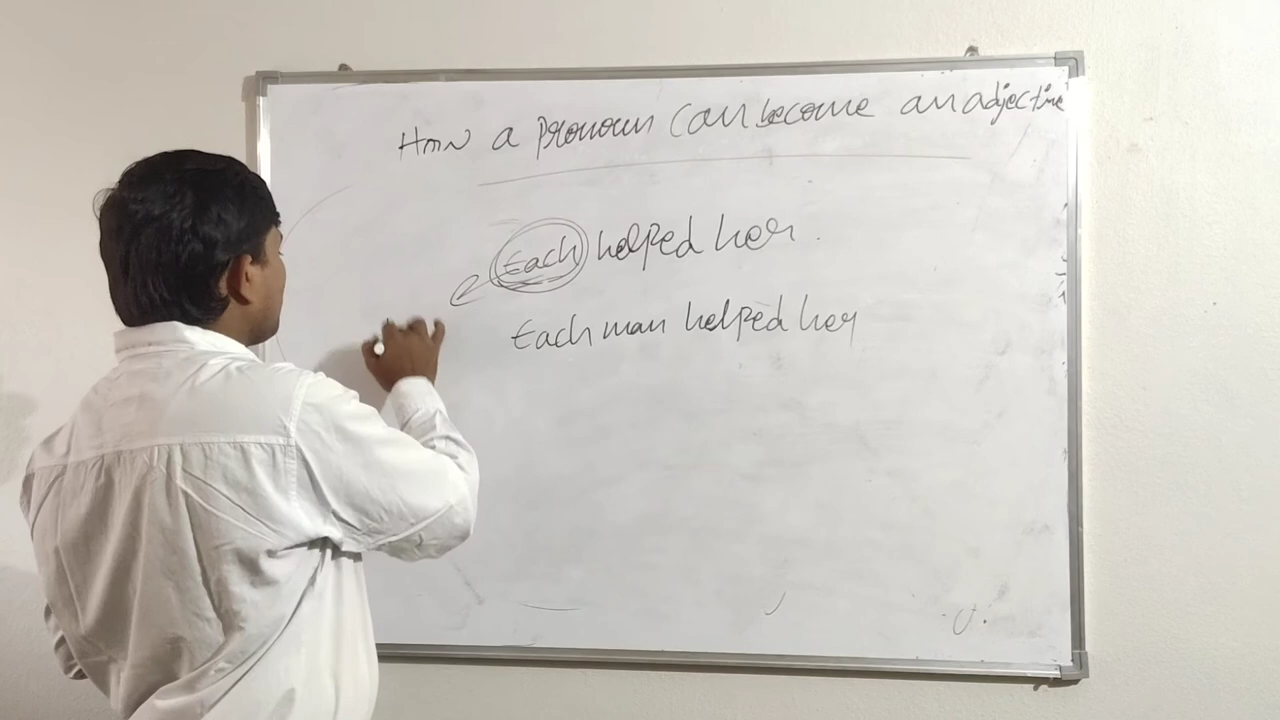 How a pronoun can become an adjective
Each helped her.
Each man helped her